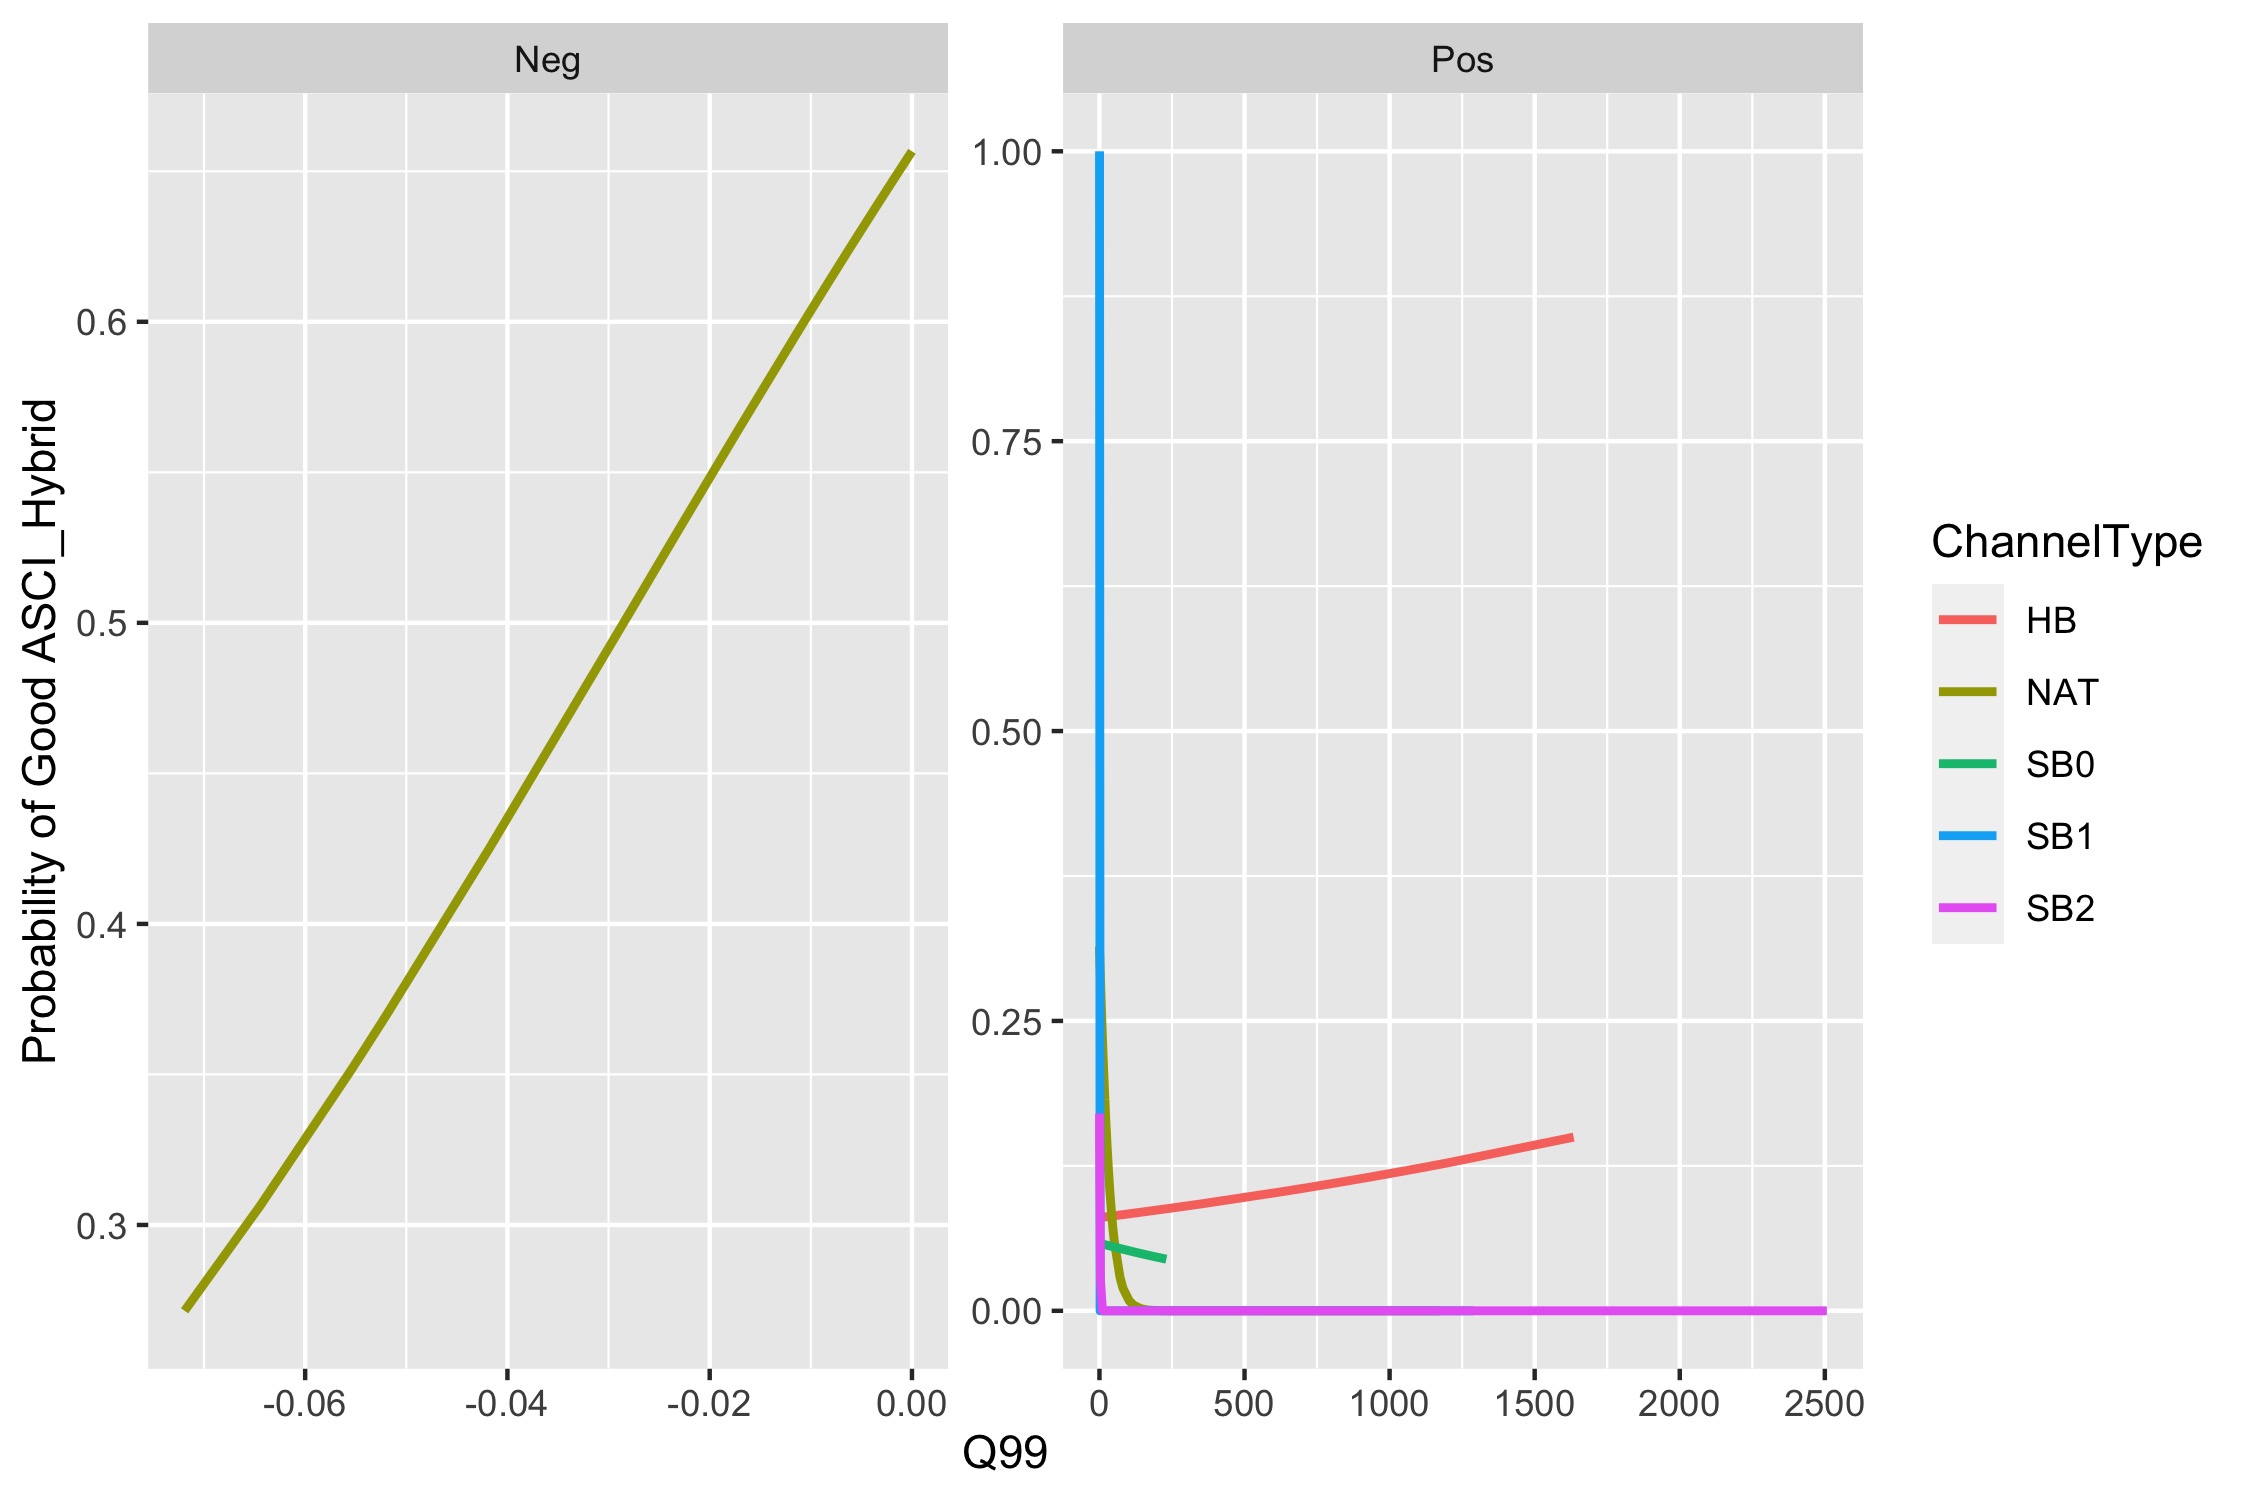 Neg
Pos
Probability of Good ASCI_Hybrid
0.6
0.5
0.4
0.3
-0.06
-0.04
-0.02
0.00
1.00
0.75
0.50
0.25
0.00
0
500
1000
1500
2000
2500
Q99
ChannelType
HB
NAT
SB0
SB1
SB2